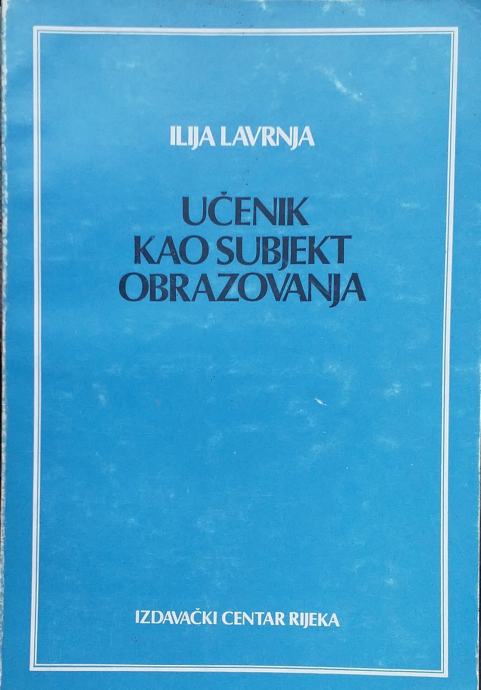 ILIJA LAVRNJA
UČENIK
KAO SUBJEKT
OBRAZOVANJA
IZDAVAČKI CENTAR RIJEKA